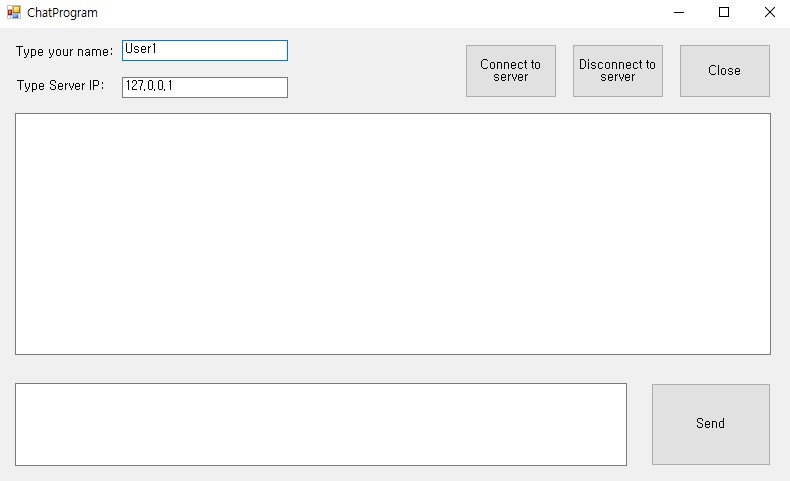 ChatProgram
Type your name: User1
Type Server IP: 127.0.0.1
Connect to
server
Disconnect to
server
Close
Send